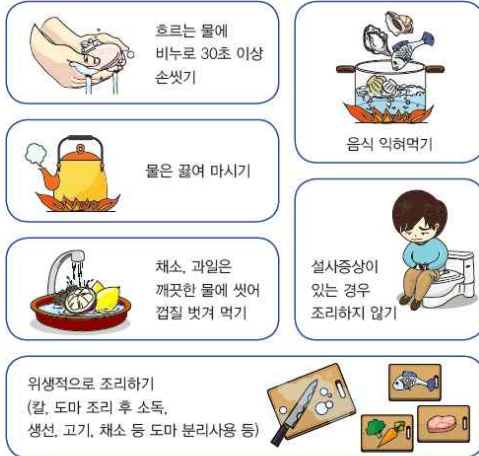 흐르는 물에
비누로 30초 이상
손씻기
음식 익혀먹기
물은 끓여 마시기
채소, 과일은
깨끗한 물에 씻어
껍질 벗겨 먹기
설사증상이
있는 경우
조리하지 않기
위생적으로 조리하기
(칼, 도마 조리 후 소독,
생선, 고기, 채소 등 도마 분리사용 등)